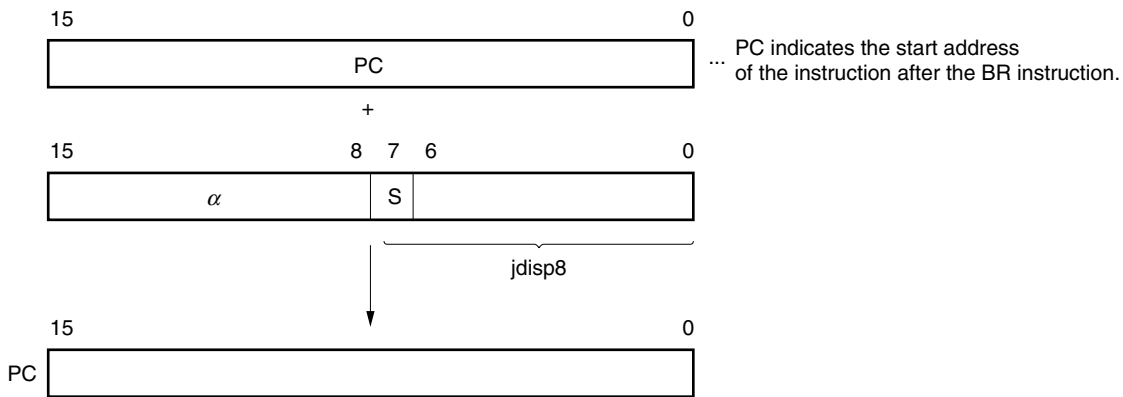 15 0
PC
... PC indicates the start address
of the instruction after the BR instruction.
+
15 8 7 6 0
α S
jdisp8
15 0
PC